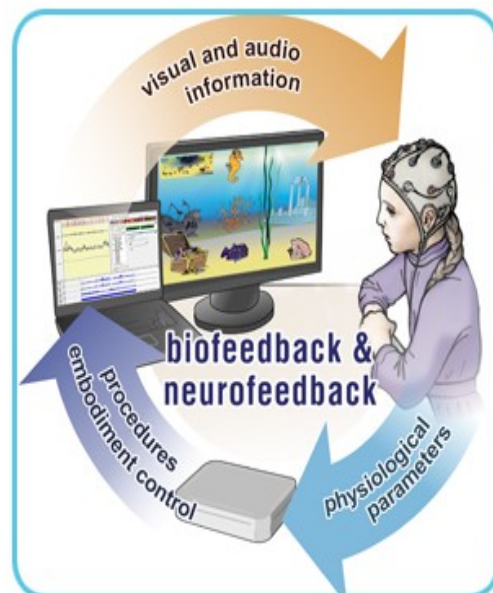 visual and audio
information
biofeedback &
neurofeedback
physiological
parameters
procedures
embodiment control